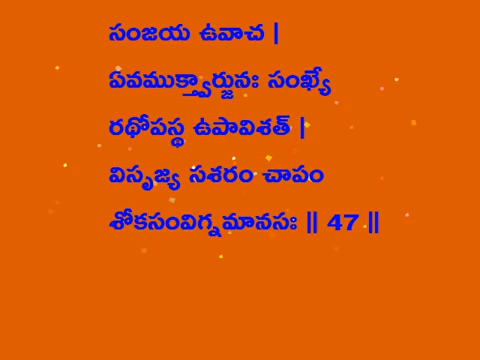 సంజయ ఉవాచ |
ఏవముక్త్వార్జునః సంఖ్యే
రథోపస్థ ఉపావిశత్ |
విసృజ్య సశరం చాపం
శోకసంవిగ్నమానసః || 47 ||